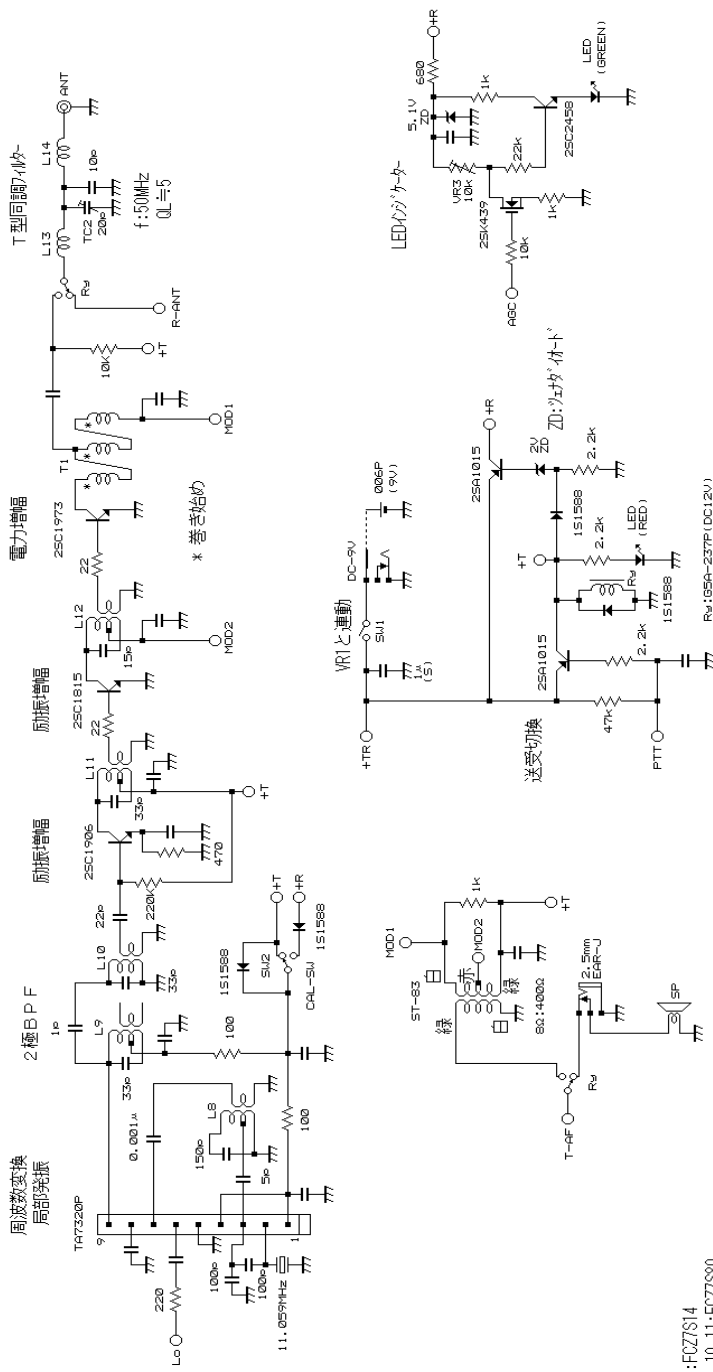 周波数変換
局部発振
TA7320P
9
1
220
Lo
100p
100p
11.059MHz
2極BPF
1p
33p
L9
L10
33p
0.001μ
150p
L8
5p
100
100
1S1588
SW2
CAL-SW
+T
+R
1S1588
励振増幅
22p
2SC1906
220K
470
33p
L11
+T
励振増幅
22
2SC1815
15p
L12
MOD2
電力増幅
22
2SC1973
T1
*
*
MOD1
* 巻き始め
10K
+T
Ry
R-ANT
T型同調フィルター
L13
TC2
20p
10p
L14
ANT
f:50MHz
QL≒5
MOD1
ST-83
緑
白
赤
白
緑
MOD2
1k
8Ω:400Ω
+T
T-AF
Ry
2.5mm
EAR-J
SP
VR1と連動
+TR
1μ
(S)
SW1
DC-9V
006P
(9V)
送受切換
PTT
47k
2.2k
2SA1015
Ry
1S1588
+T
2.2k
LED
(RED)
1S1588
2V
ZD
2.2k
2SA1015
+R
Ry:G5A-237P(DC12V)
ZD:ツェナダイオード
LEDインジケーター
AGC
10k
2SK439
1k
VR3
10k
22k
5.1V
ZD
680
+R
1k
2SC2458
LED
(GREEN)
:FCZ7S14
10,11:FCZ7S80